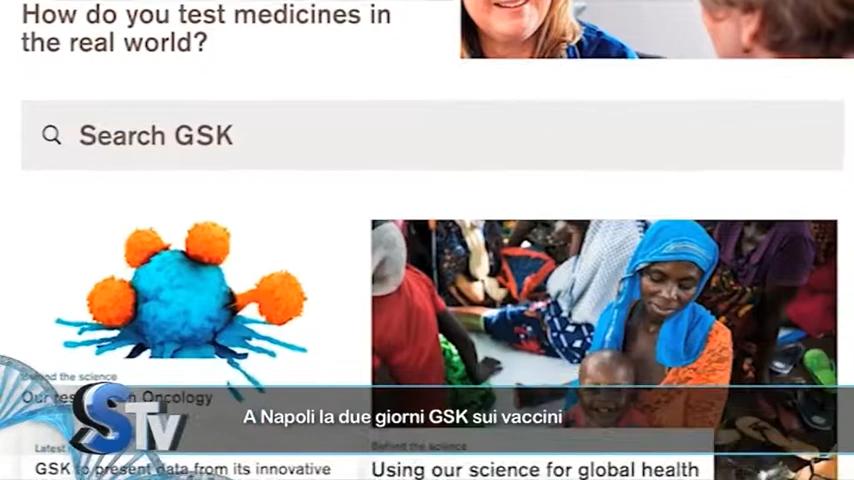 How do you test medicines in
the real world?
Search GSK
Behind the science
Our res n Oncology
STv
A Napoli la due giorni GSK sui vaccini
Latest
GSK to present data from its innovative
Behind the science
Using our science for global health